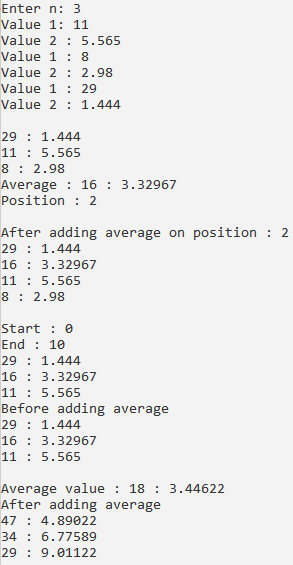 Enter n: 3
Value 1: 11
Value 2 : 5.565
Value 1 : 8
Value 2 : 2.98
Value 1 : 29
Value 2 : 1.444
29 : 1.444
11 : 5.565
8 : 2.98
Average : 16 : 3.32967
Position : 2
After adding average on position : 2
29 : 1.444
16 : 3.32967
11 : 5.565
8 : 2.98
Start : 0
End : 10
29 : 1.444
16 : 3.32967
11 : 5.565
Before adding average
29 : 1.444
16 : 3.32967
11 : 5.565
Average value : 18 : 3.44622
After adding average
47 : 4.89022
34 : 6.77589
29 : 9.01122